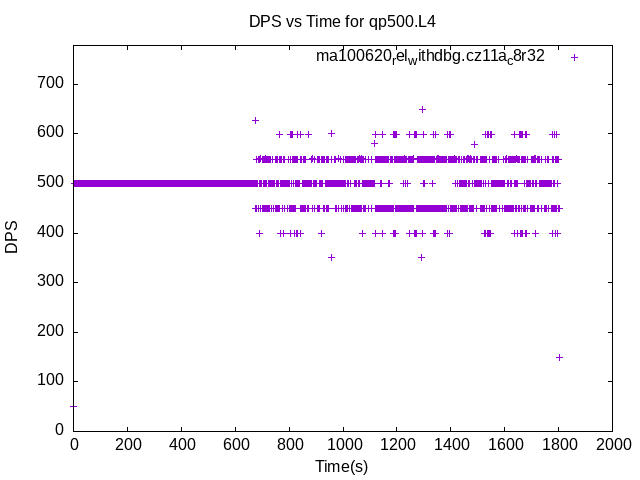 DPS vs Time for qp500.L4
ma100620relwithdbg.cz11ac8r32
700
600
500
400
300
200
100
0
DPS
0 200 400 600 800 1000 1200 1400 1600 1800 2000
Time(s)